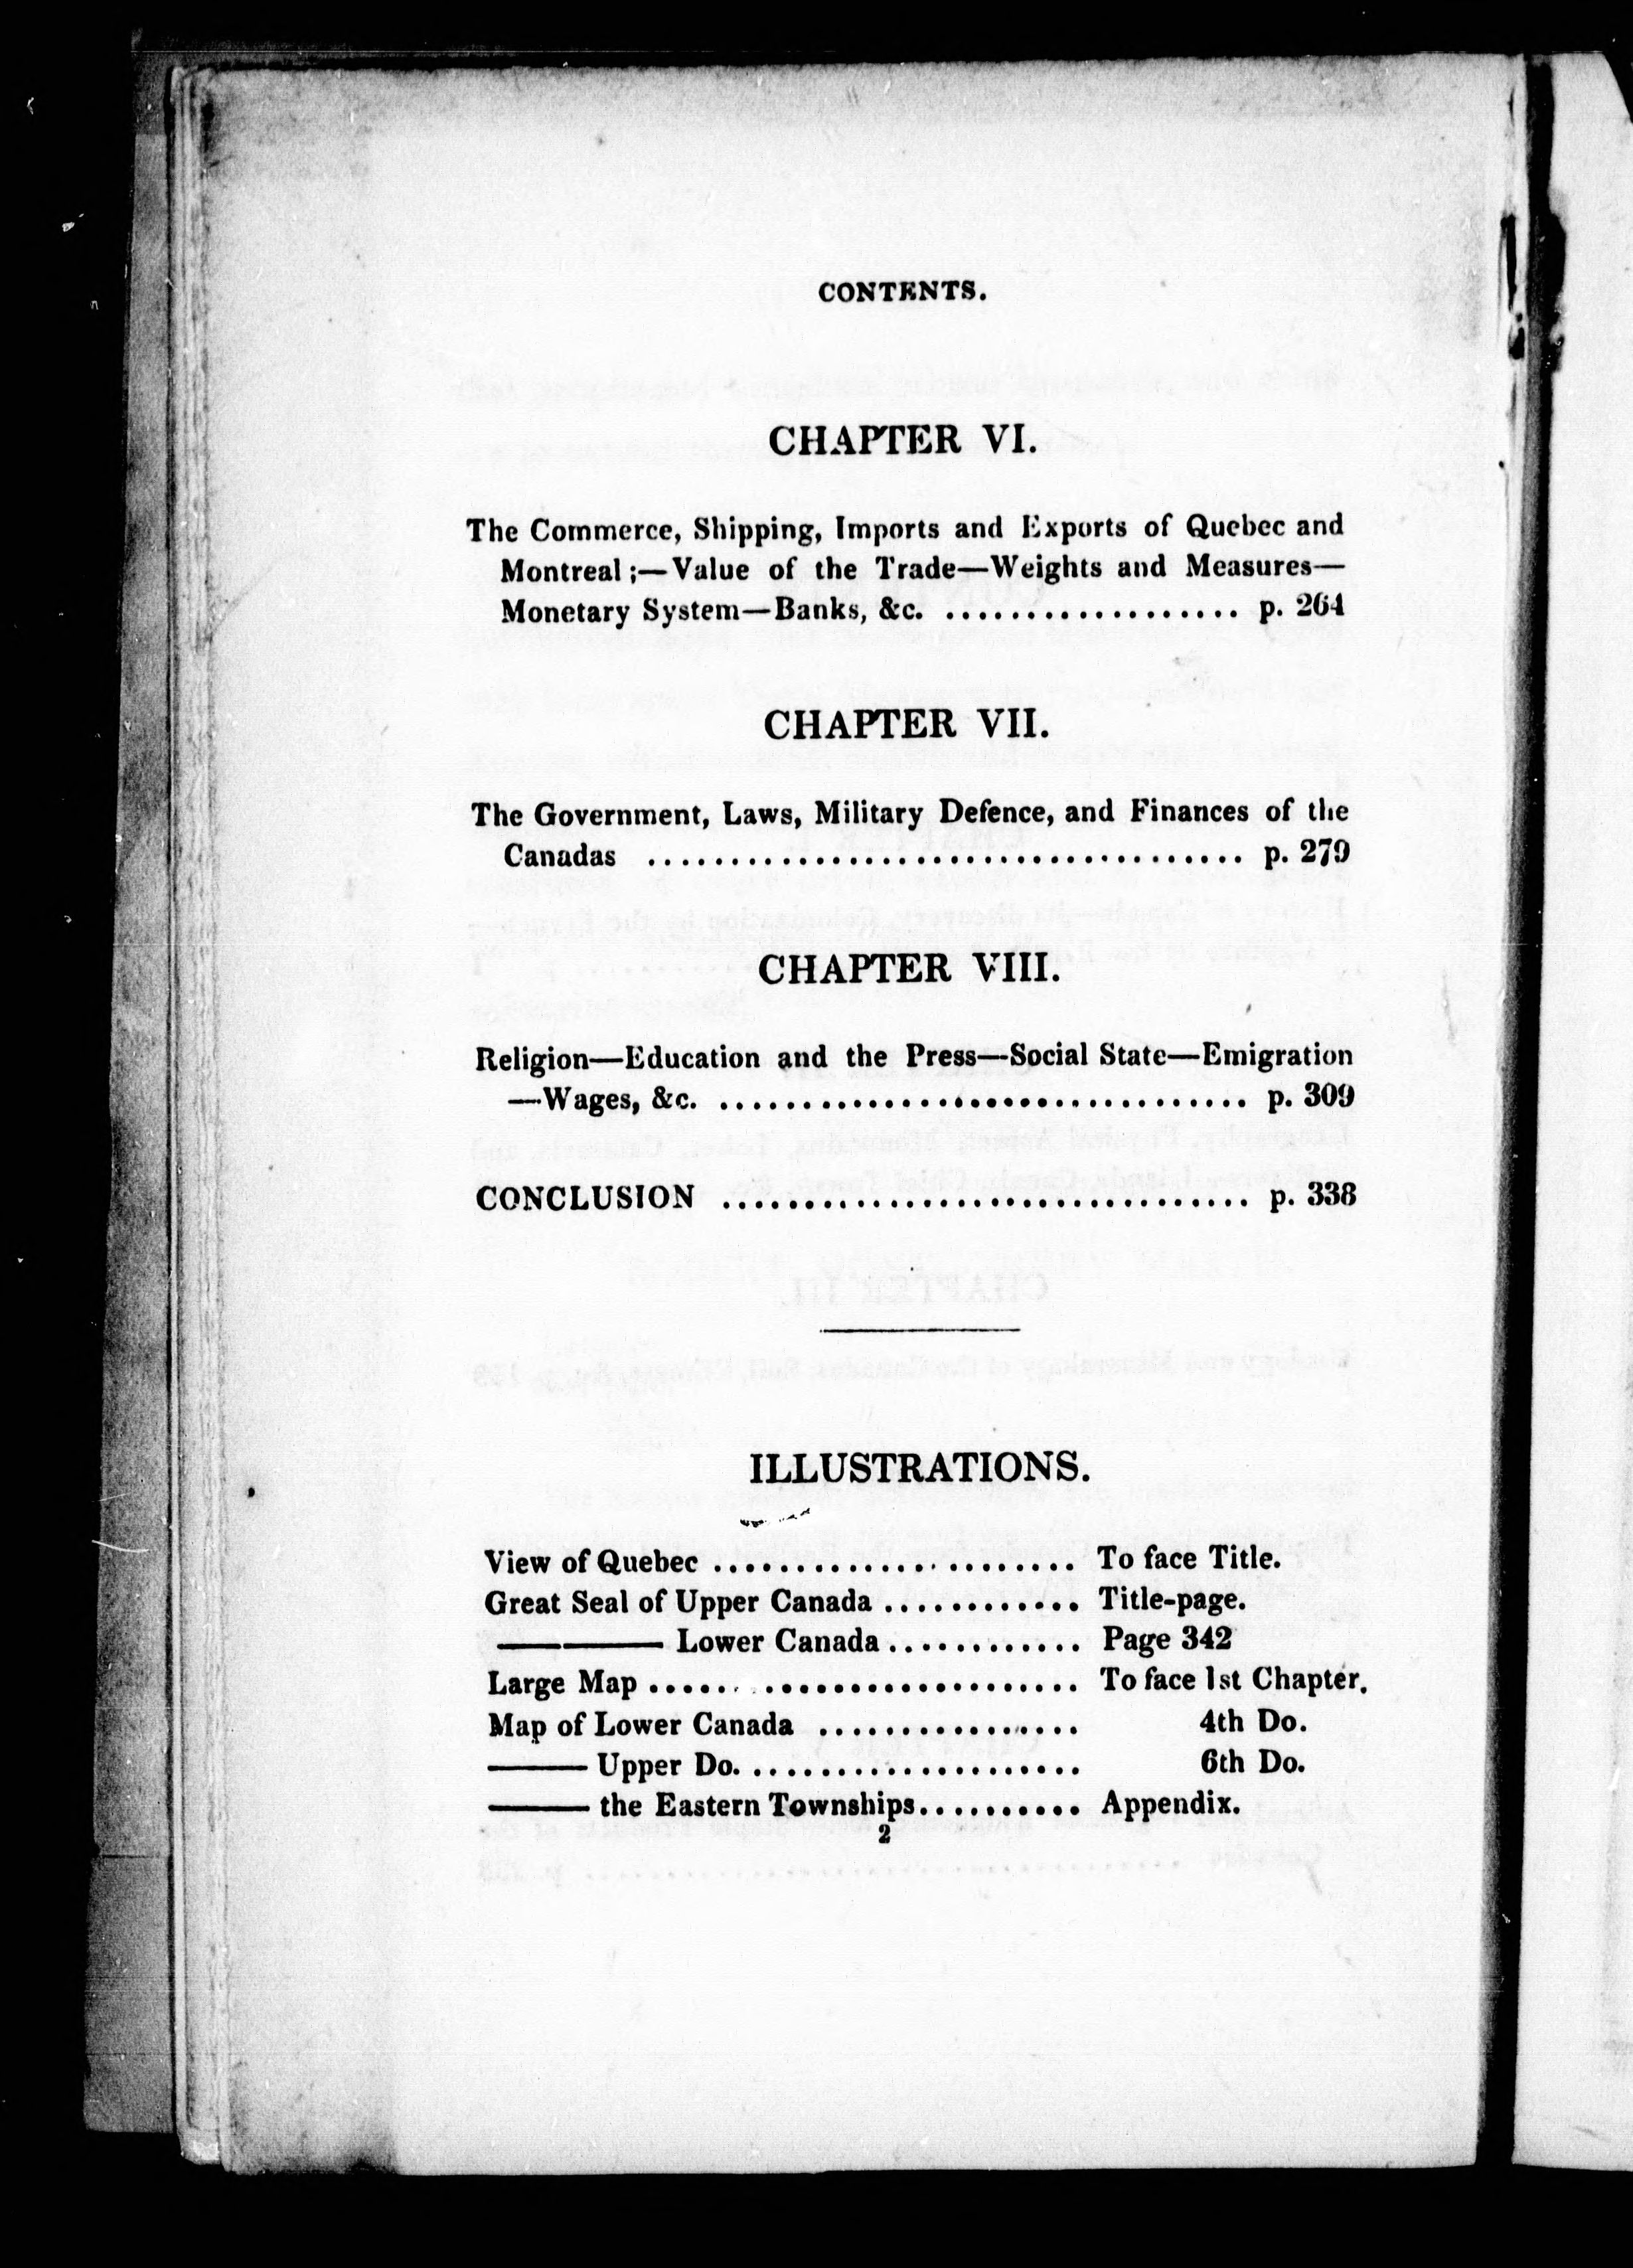 CONTENTS.
CHAPTER VI.
The Commerce, Shipping, Imports and Exports of Quebec and
Montreal;—Value of the Trade—Weights and Measures—
Monetary System—Banks, &c. .................. p. 264
CHAPTER VII.
The Government, Laws, Military Defence, and Finances of the
Canadas ..................................... p. 279
CHAPTER VIII.
Religion—Education and the Press—Social State—Emigration
—Wages, &c. ................................ p. 309
CONCLUSION ................................ p. 338
ILLUSTRATIONS.
View of Quebec ...................... To face Title.
Great Seal of Upper Canada ............ Title-page.
—————— Lower Canada ............ Page 342
Large Map ......................... To face 1st Chapter.
Map of Lower Canada ................ 4th Do.
——— Upper Do. .................... 6th Do.
——— the Eastern Townships.......... Appendix.
2